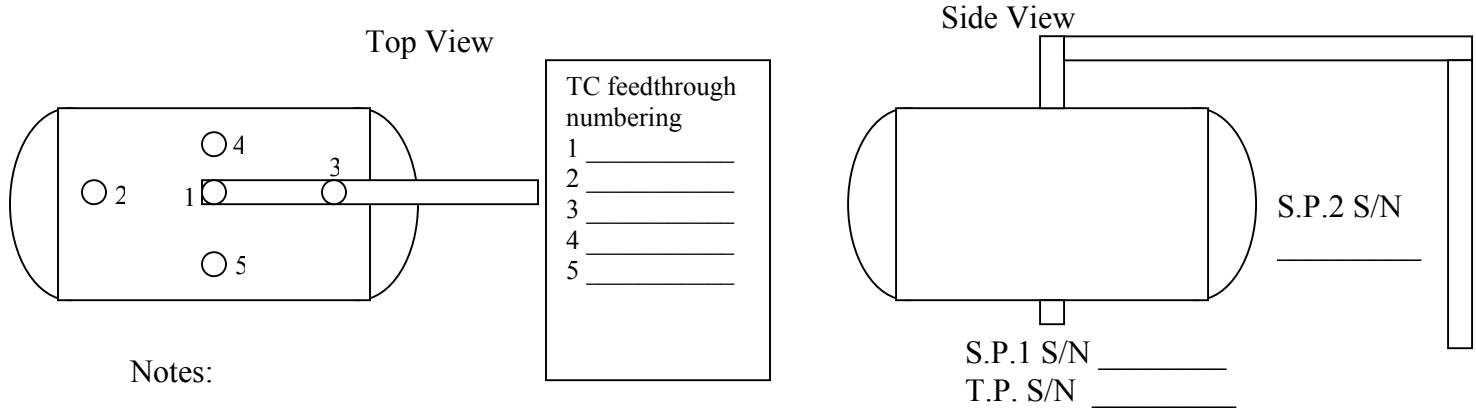 Top View
TC feedthrough
numbering
1 ___________
2 ___________
3 ___________
4 ___________
5 ___________
4
3
2
1
5
Notes:
Side View
S.P.2 S/N
_________
S.P.1 S/N ________
T.P. S/N _________